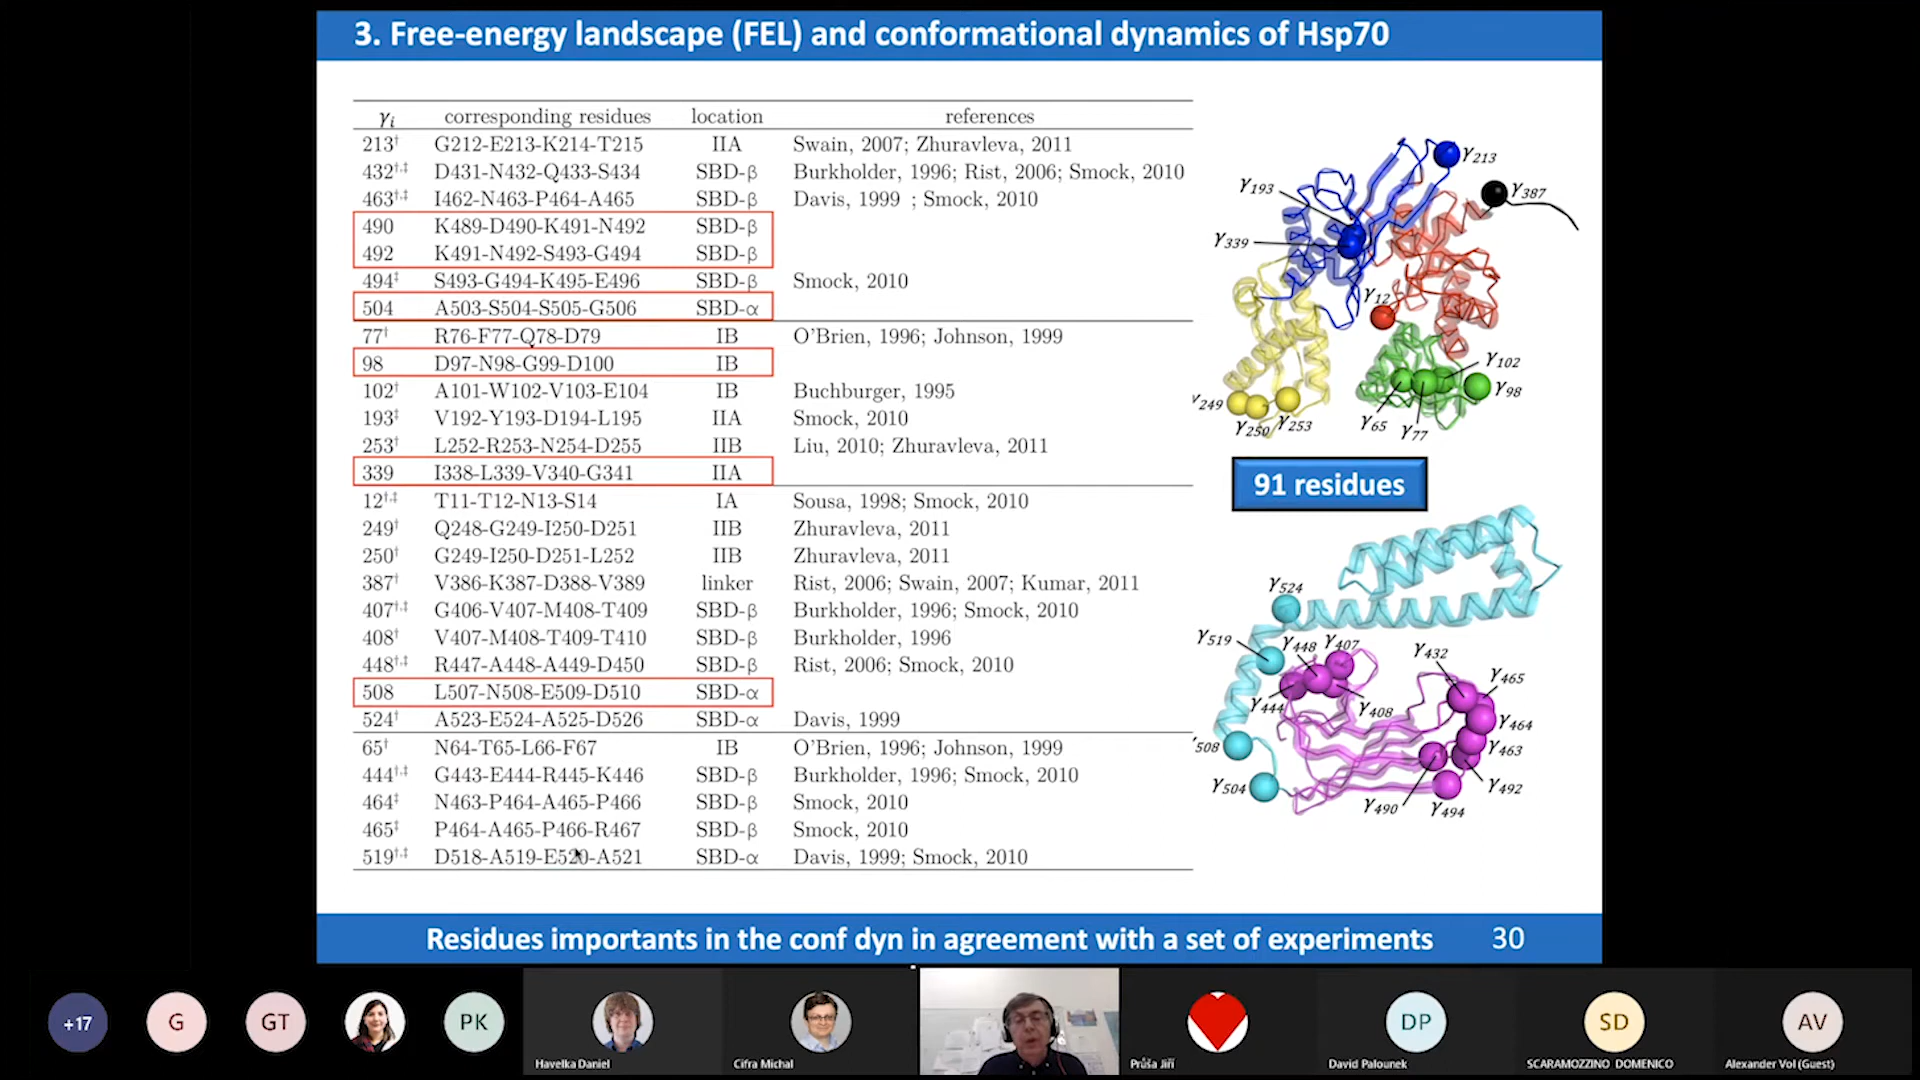 3. Free-energy landscape (FEL) and conformational dynamics of Hsp70
γi corresponding residues location references
213† G212-E213-K214-T215 IIA Swain, 2007; Zhuravleva, 2011
432†,‡ D431-N432-Q433-S434 SBD-β Burkholder, 1996; Rist, 2006; Smock, 2010
463†,‡ I462-N463-P464-A465 SBD-β Davis, 1999 ; Smock, 2010
490 K489-D490-K491-N492 SBD-β
492 K491-N492-S493-G494 SBD-β
494‡ S493-G494-K495-E496 SBD-β Smock, 2010
504 A503-S504-S505-G506 SBD-α
77† R76-F77-Q78-D79 IB O'Brien, 1996; Johnson, 1999
98 D97-N98-G99-D100 IB
102† A101-W102-V103-E104 IB Buchburger, 1995
193‡ V192-Y193-D194-L195 IIA Smock, 2010
253† L252-R253-N254-D255 IIB Liu, 2010; Zhuravleva, 2011
339 I338-L339-V340-G341 IIA
12†,‡ T11-T12-N13-S14 IA Sousa, 1998; Smock, 2010
249† Q248-G249-I250-D251 IIB Zhuravleva, 2011
250† G249-I250-D251-L252 IIB Zhuravleva, 2011
387† V386-K387-D388-V389 linker Rist, 2006; Swain, 2007; Kumar, 2011
407†,‡ G406-V407-M408-T409 SBD-β Burkholder, 1996; Smock, 2010
408† V407-M408-T409-T410 SBD-β Burkholder, 1996
448†,‡ R447-A448-A449-D450 SBD-β Rist, 2006; Smock, 2010
508 L507-N508-E509-D510 SBD-α
524† A523-E524-A525-D526 SBD-α Davis, 1999
65† N64-T65-L66-F67 IB O'Brien, 1996; Johnson, 1999
444†,‡ G443-E444-R445-K446 SBD-β Burkholder, 1996; Smock, 2010
464‡ N463-P464-A465-P466 SBD-β Smock, 2010
465‡ P464-A465-P466-R467 SBD-β Smock, 2010
519†,‡ D518-A519-E520-A521 SBD-α Davis, 1999; Smock, 2010
γ213
γ193
γ387
γ339
γ12
γ102
γ98
γ249
γ250
γ253
γ65
γ77
91 residues
γ524
γ519
γ448
γ407
γ432
γ465
γ444
γ408
γ464
508
γ463
γ504
γ490
γ494
γ492
Residues importants in the conf dyn in agreement with a set of experiments 30
+17
G
GT
PK
Havelka Daniel
Cifra Michal
Průša Jiří
DP
David Palounek
SD
SCARAMOZZINO DOMENICO
AV
Alexander Vol (Guest)